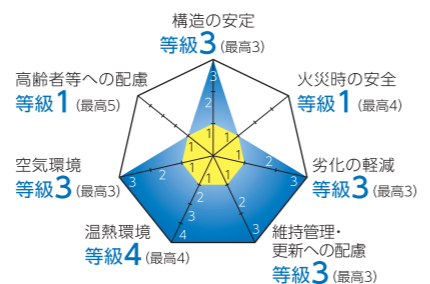 構造の安定
等級3（最高3）
高齢者等への配慮
等級1（最高5）
火災時の安全
等級1（最高4）
空気環境
等級3（最高3）
劣化の軽減
等級3（最高3）
温熱環境
等級4（最高4）
維持管理・
更新への配慮
等級3（最高3）
3
2
1
1
1
2
3
1
1
2
3
1
2
3
4
1
2
3